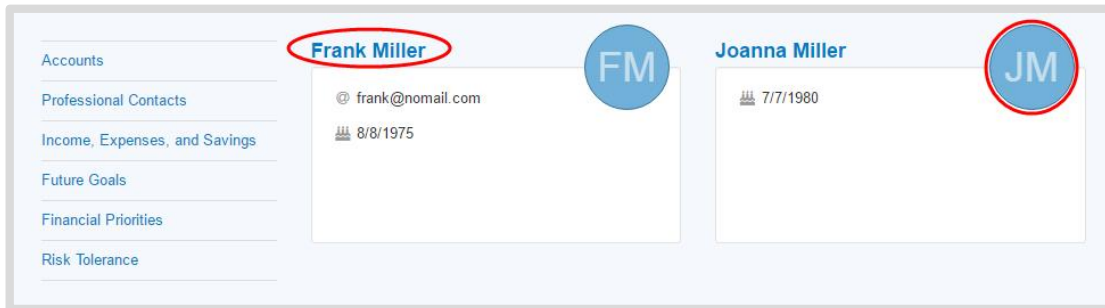 Accounts
Professional Contacts
Income, Expenses, and Savings
Future Goals
Financial Priorities
Risk Tolerance
Frank Miller
FM
@ frank@nomail.com
8/8/1975
Joanna Miller
JM
7/7/1980